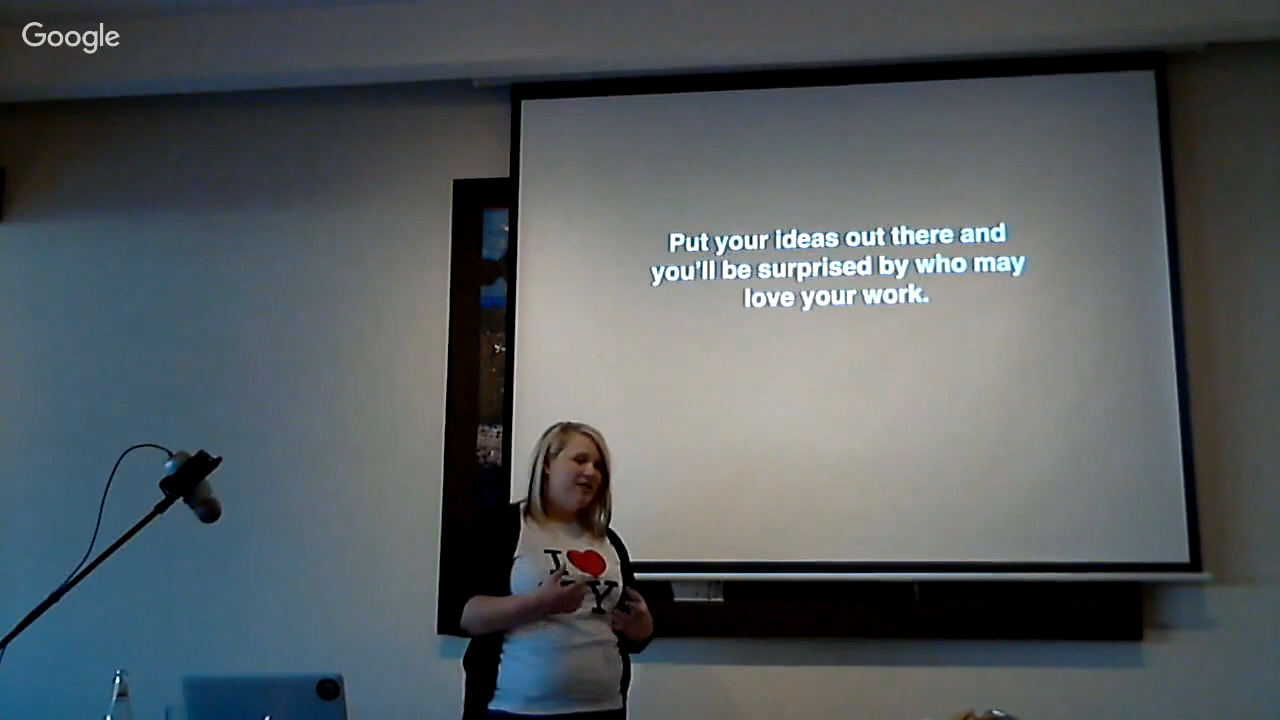 Google
Put your ideas out there and
you'll be surprised by who may
love your work.
I
Y